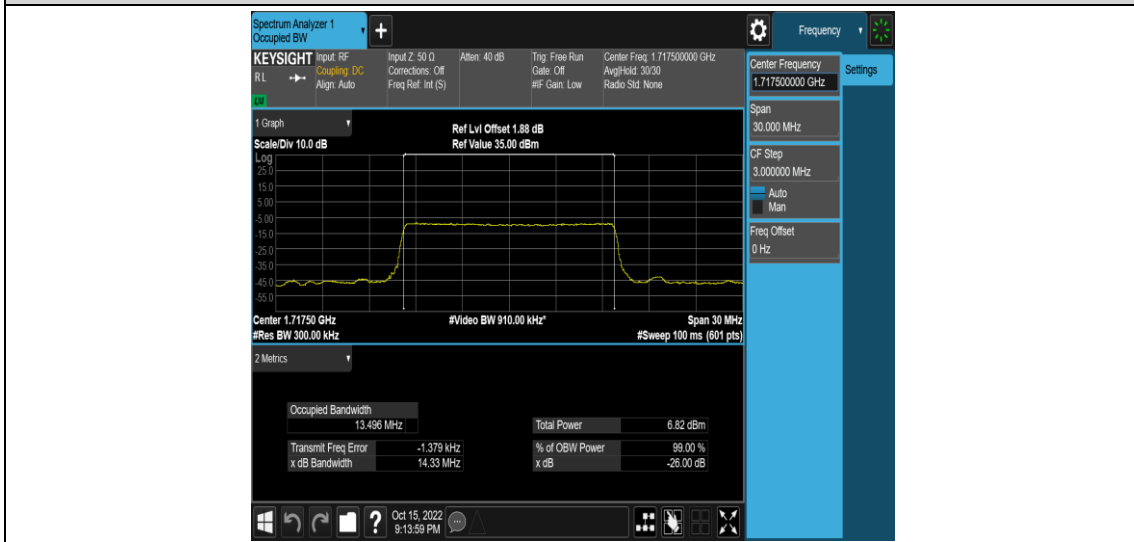 Spectrum Analyzer 1
Occupied BW
+
Frequency
KEYSIGHT
RL
LXI
Input: RF
Coupling: DC
Align: Auto
Input Z: 50 Ω
Corrections: Off
Freq Ref: Int (S)
Atten: 40 dB
Trig: Free Run
Gate: Off
#IF Gain: Low
Center Freq: 1.717500000 GHz
Avg|Hold: 30/30
Radio Std: None
Center Frequency
1.717500000 GHz
Settings
Span
30.000 MHz
CF Step
3.000000 MHz
Auto
Man
Freq Offset
0 Hz
1 Graph
Ref Lvl Offset 1.88 dB
Scale/Div 10.0 dB
Ref Value 35.00 dBm
Log
25.0
15.0
5.00
-5.00
-15.0
-25.0
-35.0
-45.0
-55.0
Center 1.71750 GHz
#Video BW 910.00 kHz*
Span 30 MHz
#Res BW 300.00 kHz
#Sweep 100 ms (601 pts)
2 Metrics
Occupied Bandwidth
13.496 MHz
Total Power 6.82 dBm
Transmit Freq Error -1.379 kHz
% of OBW Power 99.00 %
x dB Bandwidth 14.33 MHz
x dB -26.00 dB
?
Oct 15, 2022
9:13:59 PM